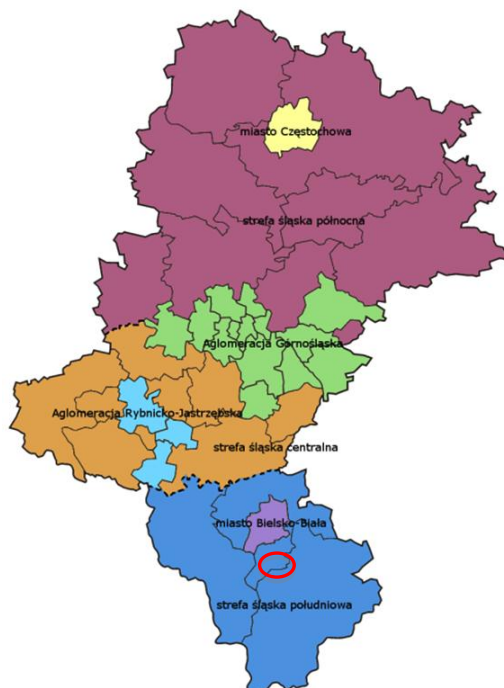 miasto Częstochowa
strefa śląska północna
Aglomeracja Górnośląska
Aglomeracja Rybnicko-Jastrzębska
strefa śląska centralna
miasto Bielsko-Biała
strefa śląska południowa